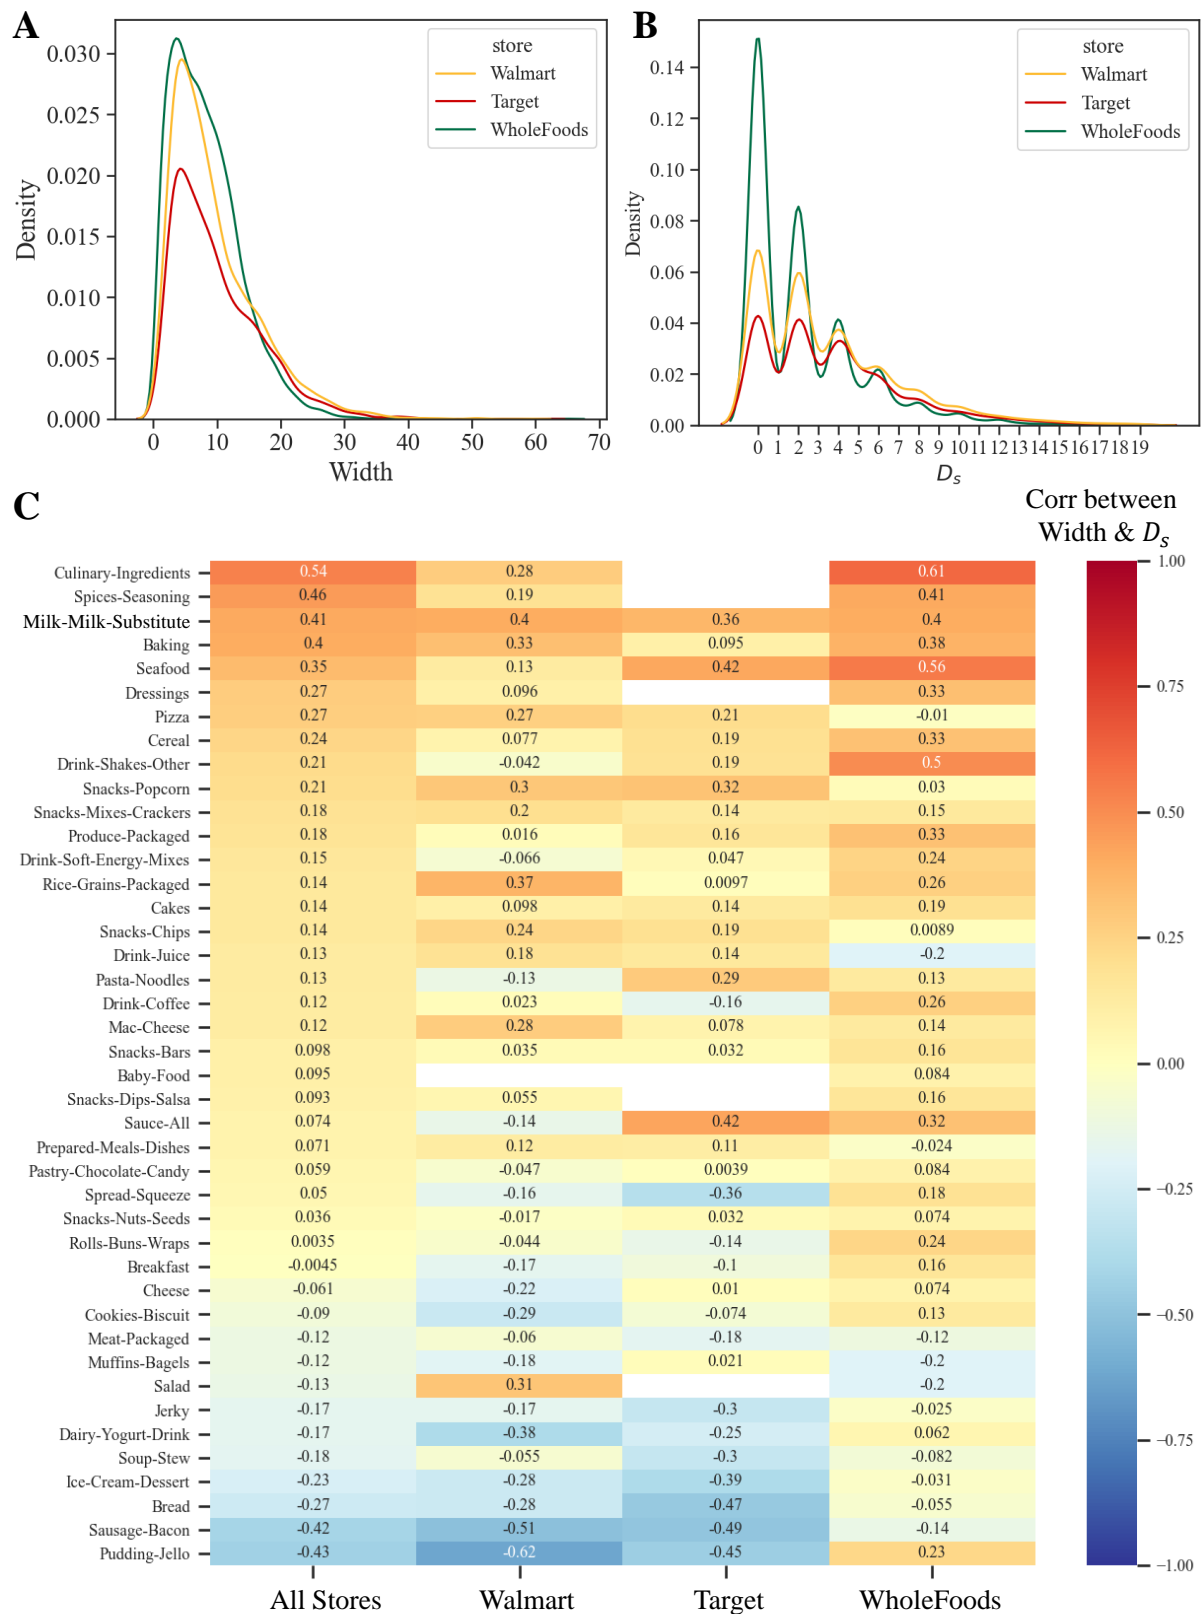 A
0.030
0.025
0.020
0.015
0.010
0.005
0.000
Density
0 10 20 30 40 50 60 70
Width
store
Walmart
Target
WholeFoods
B
0.14
0.12
0.10
0.08
0.06
0.04
0.02
0.00
Density
0 1 2 3 4 5 6 7 8 9 10 11 12 13 14 15 16 17 18 19
Ds
store
Walmart
Target
WholeFoods
C
Corr between
Width & Ds
Culinary-Ingredients 0.54 0.28 0.61
Spices-Seasoning 0.46 0.19 0.41
Milk-Milk-Substitute 0.41 0.4 0.36 0.4
Baking 0.4 0.33 0.095 0.38
Seafood 0.35 0.13 0.42 0.56
Dressings 0.27 0.096 0.33
Pizza 0.27 0.27 0.21 -0.01
Cereal 0.24 0.077 0.19 0.33
Drink-Shakes-Other 0.21 -0.042 0.19 0.5
Snacks-Popcorn 0.21 0.3 0.32 0.03
Snacks-Mixes-Crackers 0.18 0.2 0.14 0.15
Produce-Packaged 0.18 0.016 0.16 0.33
Drink-Soft-Energy-Mixes 0.15 -0.066 0.047 0.24
Rice-Grains-Packaged 0.14 0.37 0.0097 0.26
Cakes 0.14 0.098 0.14 0.19
Snacks-Chips 0.14 0.24 0.19 0.0089
Drink-Juice 0.13 0.18 0.14 -0.2
Pasta-Noodles 0.13 -0.13 0.29 0.13
Drink-Coffee 0.12 0.023 -0.16 0.26
Mac-Cheese 0.12 0.28 0.078 0.14
Snacks-Bars 0.098 0.035 0.032 0.16
Baby-Food 0.095 0.084
Snacks-Dips-Salsa 0.093 0.055 0.16
Sauce-All 0.074 -0.14 0.42 0.32
Prepared-Meals-Dishes 0.071 0.12 0.11 -0.024
Pastry-Chocolate-Candy 0.059 -0.047 0.0039 0.084
Spread-Squeeze 0.05 -0.16 -0.36 0.18
Snacks-Nuts-Seeds 0.036 -0.017 0.032 0.074
Rolls-Buns-Wraps 0.0035 -0.044 -0.14 0.24
Breakfast -0.0045 -0.17 -0.1 0.16
Cheese -0.061 -0.22 0.01 0.074
Cookies-Biscuit -0.09 -0.29 -0.074 0.13
Meat-Packaged -0.12 -0.06 -0.18 -0.12
Muffins-Bagels -0.12 -0.18 0.021 -0.2
Salad -0.13 0.31 -0.2
Jerky -0.17 -0.17 -0.3 -0.025
Dairy-Yogurt-Drink -0.17 -0.38 -0.25 0.062
Soup-Stew -0.18 -0.055 -0.3 -0.082
Ice-Cream-Dessert -0.23 -0.28 -0.39 -0.031
Bread -0.27 -0.28 -0.47 -0.055
Sausage-Bacon -0.42 -0.51 -0.49 -0.14
Pudding-Jello -0.43 -0.62 -0.45 0.23
All Stores Walmart Target WholeFoods
1.00
0.75
0.50
0.25
0.00
−0.25
−0.50
−0.75
−1.00